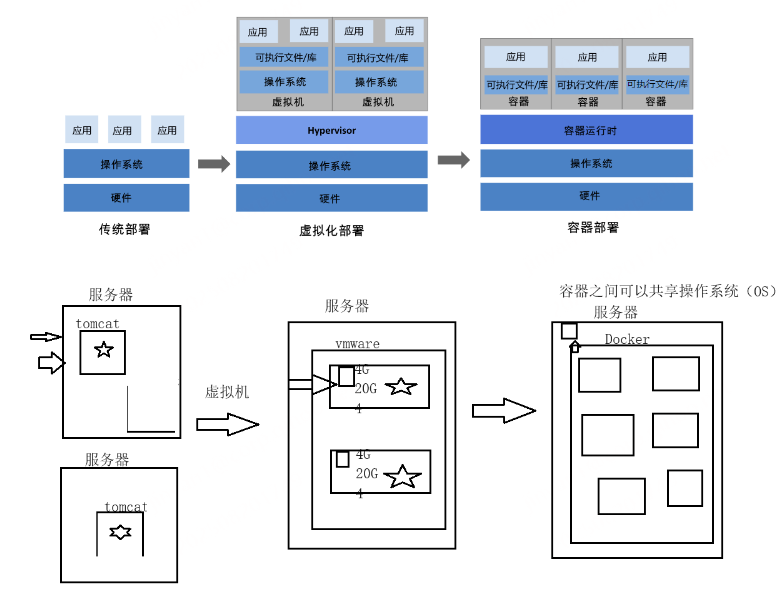 应用 应用 应用
操作系统
硬件
传统部署
应用 应用 应用 应用
可执行文件/库 可执行文件/库
操作系统 操作系统
虚拟机 虚拟机
Hypervisor
操作系统
硬件
虚拟化部署
应用 应用 应用
可执行文件/库 可执行文件/库 可执行文件/库
容器 容器 容器
容器运行时
操作系统
硬件
容器部署
服务器
tomcat
服务器
tomcat
虚拟机
服务器
vmware
4G
20G
4
4G
20G
4
容器之间可以共享操作系统（OS）
服务器
Docker